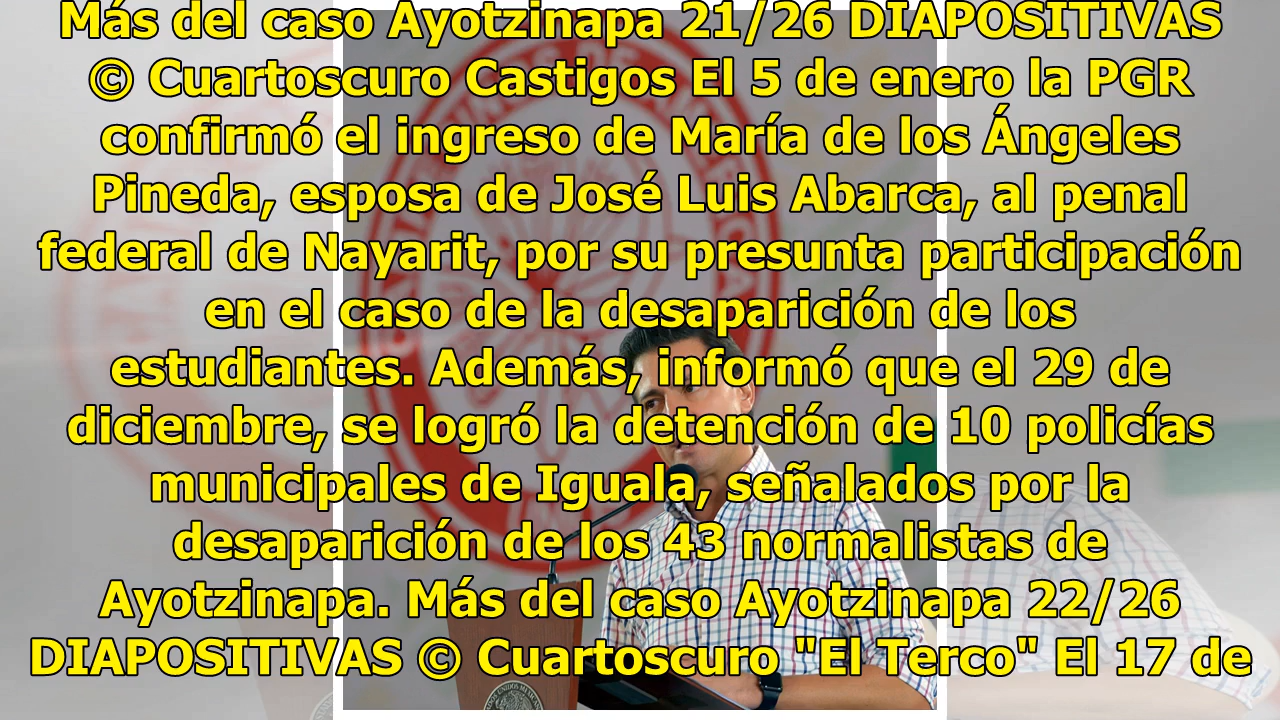 Más del caso Ayotzinapa 21/26 DIAPOSITIVAS
© Cuartoscuro Castigos El 5 de enero la PGR
confirmó el ingreso de María de los Ángeles
Pineda, esposa de José Luis Abarca, al penal
federal de Nayarit, por su presunta participación
en el caso de la desaparición de los
estudiantes. Además, informó que el 29 de
diciembre, se logró la detención de 10 policías
municipales de Iguala, señalados por la
desaparición de los 43 normalistas de
Ayotzinapa. Más del caso Ayotzinapa 22/26
DIAPOSITIVAS © Cuartoscuro "El Terco" El 17 de